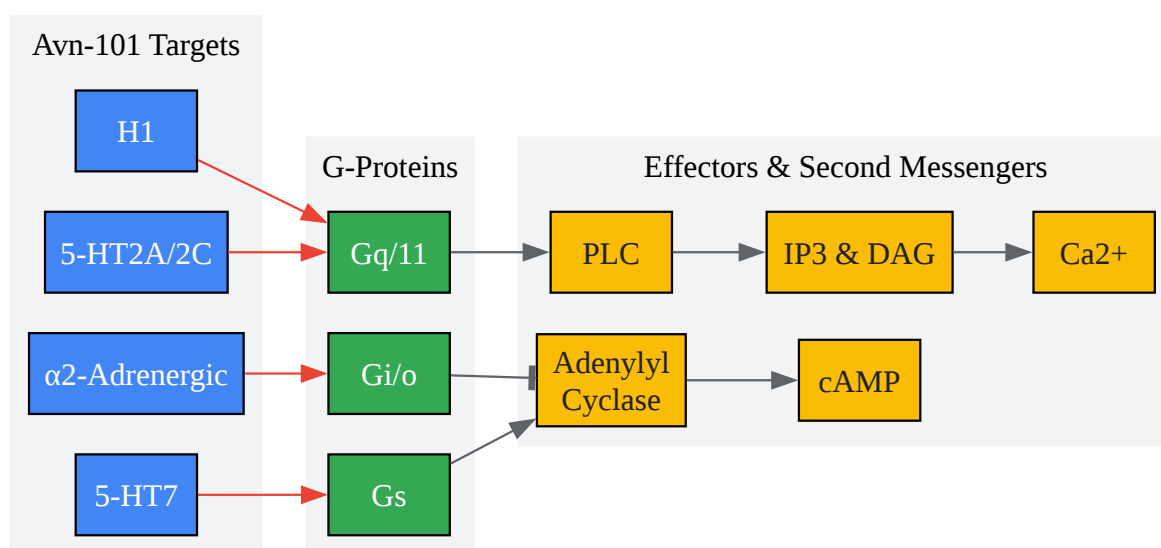 Avn-101 Targets
H1
5-HT2A/2C
α2-Adrenergic
5-HT7
G-Proteins
Gq/11
Gi/o
Gs
Effectors & Second Messengers
PLC
IP3 & DAG
Ca2+
Adenylyl
Cyclase
cAMP